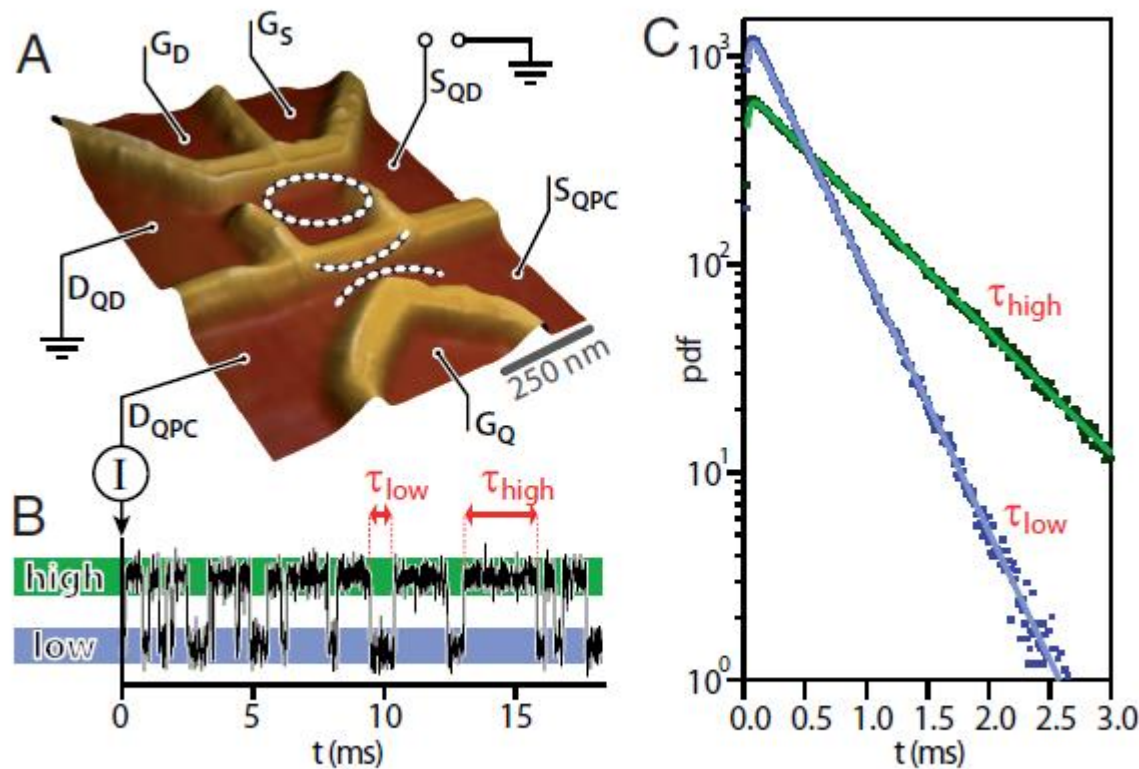 A
G_D
G_S
S_QD
S_QPC
D_QD
D_QPC
G_Q
250 nm
I
B
τ_low
τ_high
high
low
0
5
10
15
t (ms)
C
pdf
10^3
10^2
10^1
10^0
τ_high
τ_low
0.0
0.5
1.0
1.5
2.0
2.5
3.0
t (ms)